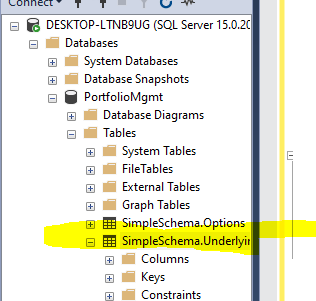 Connect
DESKTOP-LTNB9UG (SQL Server 15.0.20
Databases
System Databases
Database Snapshots
PortfolioMgmt
Database Diagrams
Tables
System Tables
FileTables
External Tables
Graph Tables
SimpleSchema.Options
SimpleSchema.Underlyin
Columns
Keys
Constraints